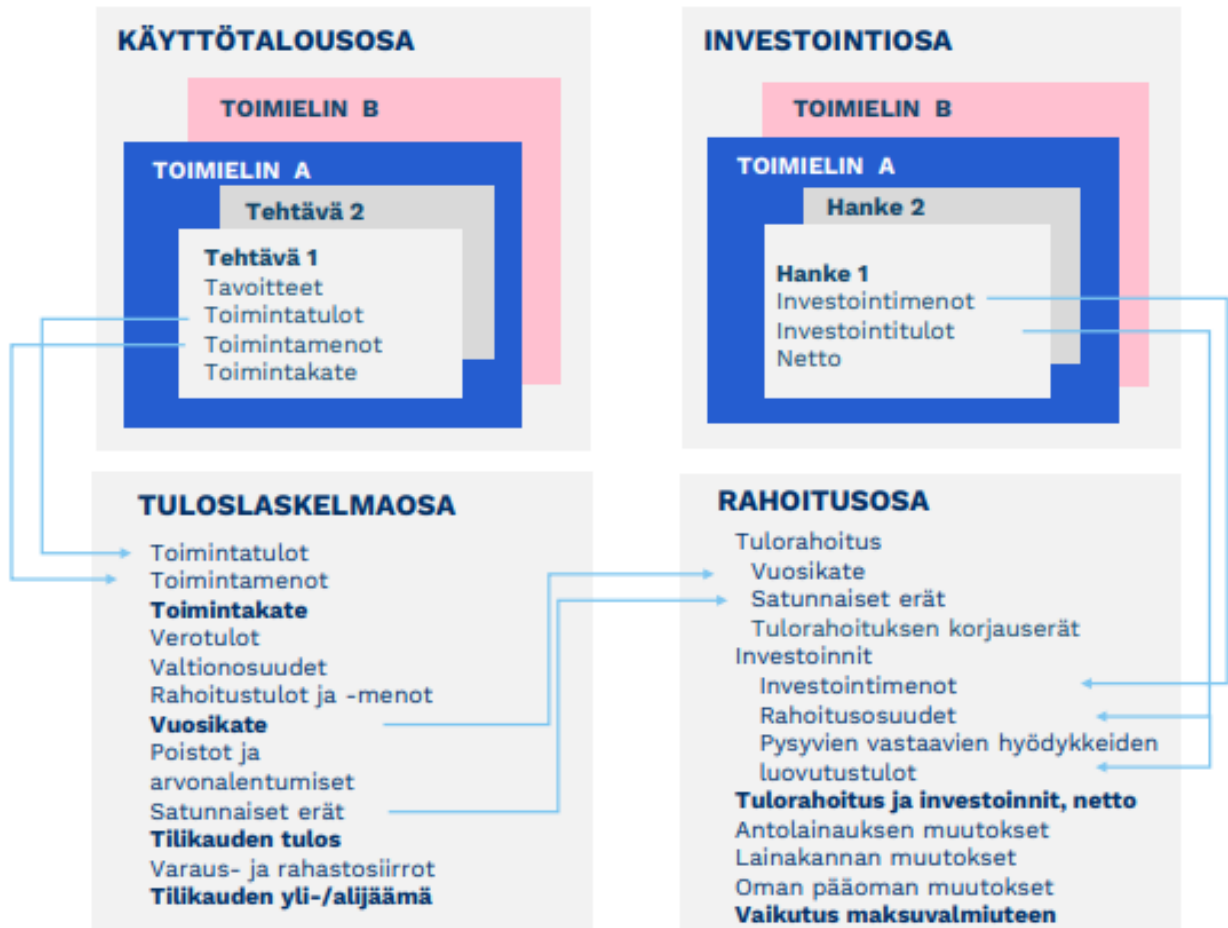 KÄYTTÖTALOUSOSA
TOIMIELIN B
TOIMIELIN A
Tehtävä 2
Tehtävä 1
Tavoitteet
Toimintatulot
Toimintamenot
Toimintakate
INVESTOINTIOSA
TOIMIELIN B
TOIMIELIN A
Hanke 2
Hanke 1
Investointimenot
Investointitulot
Netto
TULOSLASKELMAOSA
Toimintatulot
Toimintamenot
Toimintakate
Verotulot
Valtionosuudet
Rahoitustulot ja -menot
Vuosikate
Poistot ja
arvonalentumiset
Satunnaiset erät
Tilikauden tulos
Varaus- ja rahastosiirrot
Tilikauden yli-/alijäämä
RAHOITUSOSA
Tulorahoitus
Vuosikate
Satunnaiset erät
Tulorahoituksen korjauserät
Investoinnit
Investointimenot
Rahoitusosuudet
Pysyvien vastaavien hyödykkeiden
luovutustulot
Tulorahoitus ja investoinnit, netto
Antolainauksen muutokset
Lainakannan muutokset
Oman pääoman muutokset
Vaikutus maksuvalmiuteen